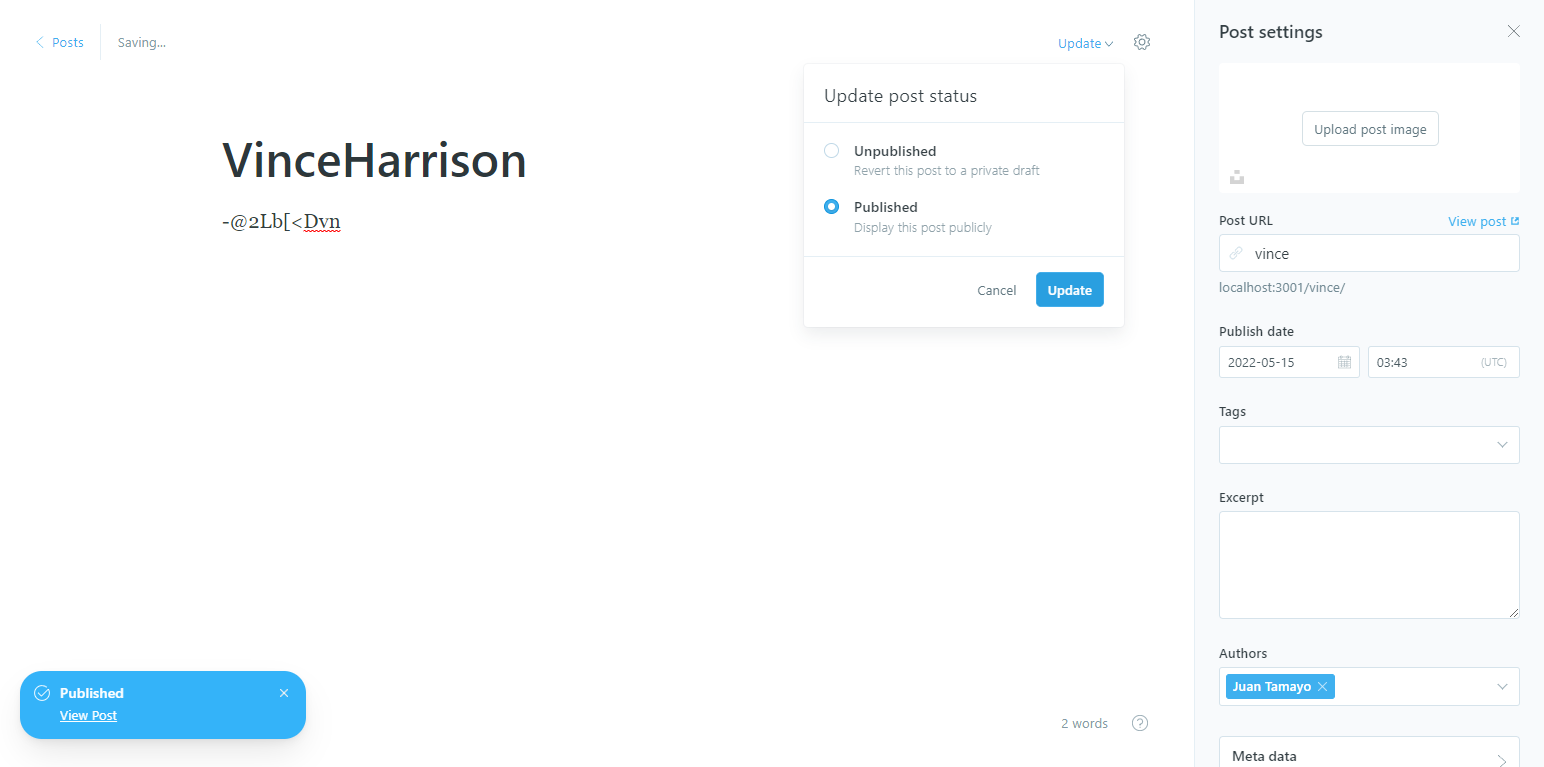 Posts
Saving...
Update
VinceHarrison
-@2Lb[<Dvn
Update post status
Unpublished
Revert this post to a private draft
Published
Display this post publicly
Cancel
Update
Published
View Post
2 words
?
Post settings
Upload post image
Post URL
View post
vince
localhost:3001/vince/
Publish date
2022-05-15
03:43
(UTC)
Tags
Excerpt
Authors
Juan Tamayo
Meta data